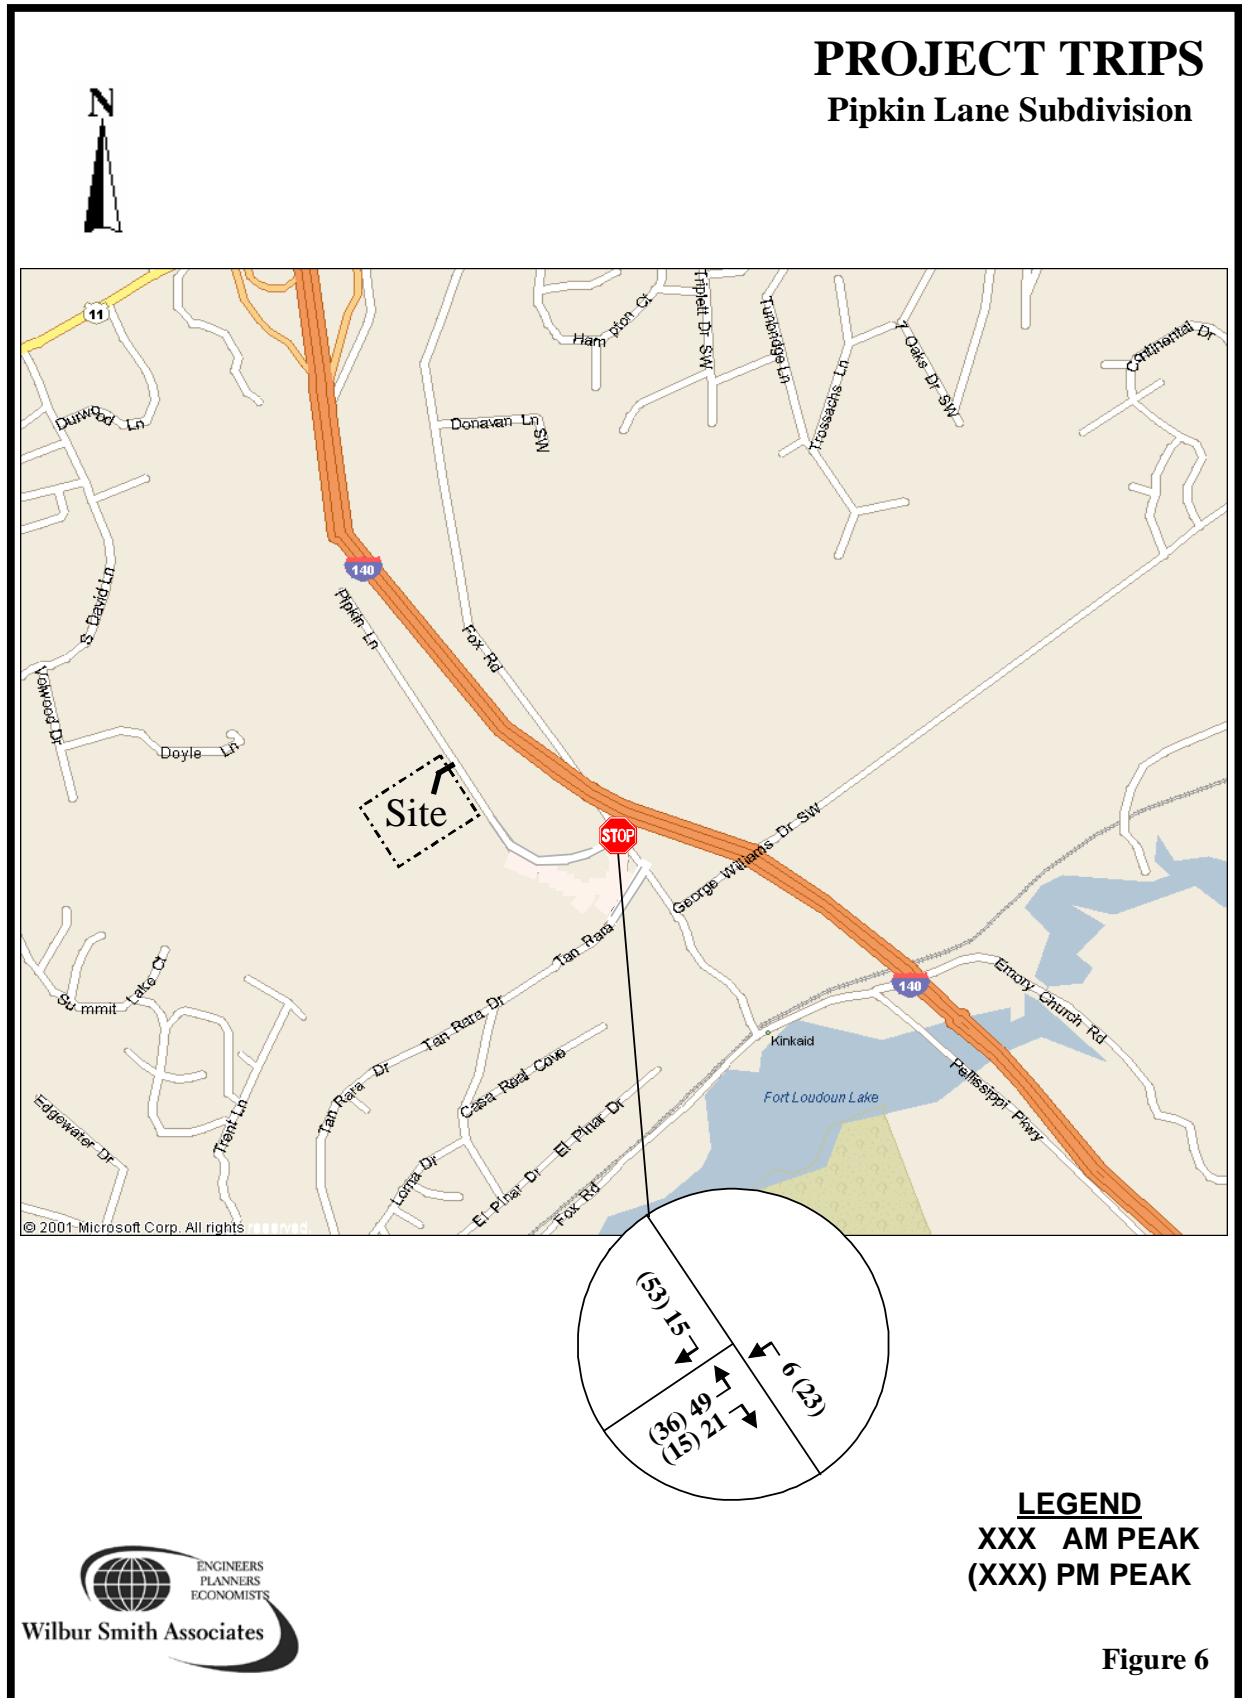 PROJECT TRIPS
Pipkin Lane Subdivision
N
11
Hampton Ct
Triplett Dr SW
Tunbridge Ln
Trossachs Ln
7 Oaks Dr SW
Continental Dr
Durwood Ln
Donavan Ln SW
140
S David Ln
Pipkin Ln
Fox Rd
Volwood Dr
Doyle Ln
Site
STOP
George Williams Dr SW
Tan Rara
Summit Lake Ct
Tan Rara Dr
140
Emory Church Rd
Kinkaid
Casa Real Cove
Tan Rara Dr
Fort Loudoun Lake
Pellissippi Pkwy
Edgewater Dr
Trent Ln
El Pinar Dr
Loma Dr
El Pinar Dr
Fox Rd
© 2001 Microsoft Corp. All rights reserved.
(53) 15
6 (23)
(36) 49
(15) 21
LEGEND
XXX AM PEAK
(XXX) PM PEAK
ENGINEERS
PLANNERS
ECONOMISTS
Wilbur Smith Associates
Figure 6